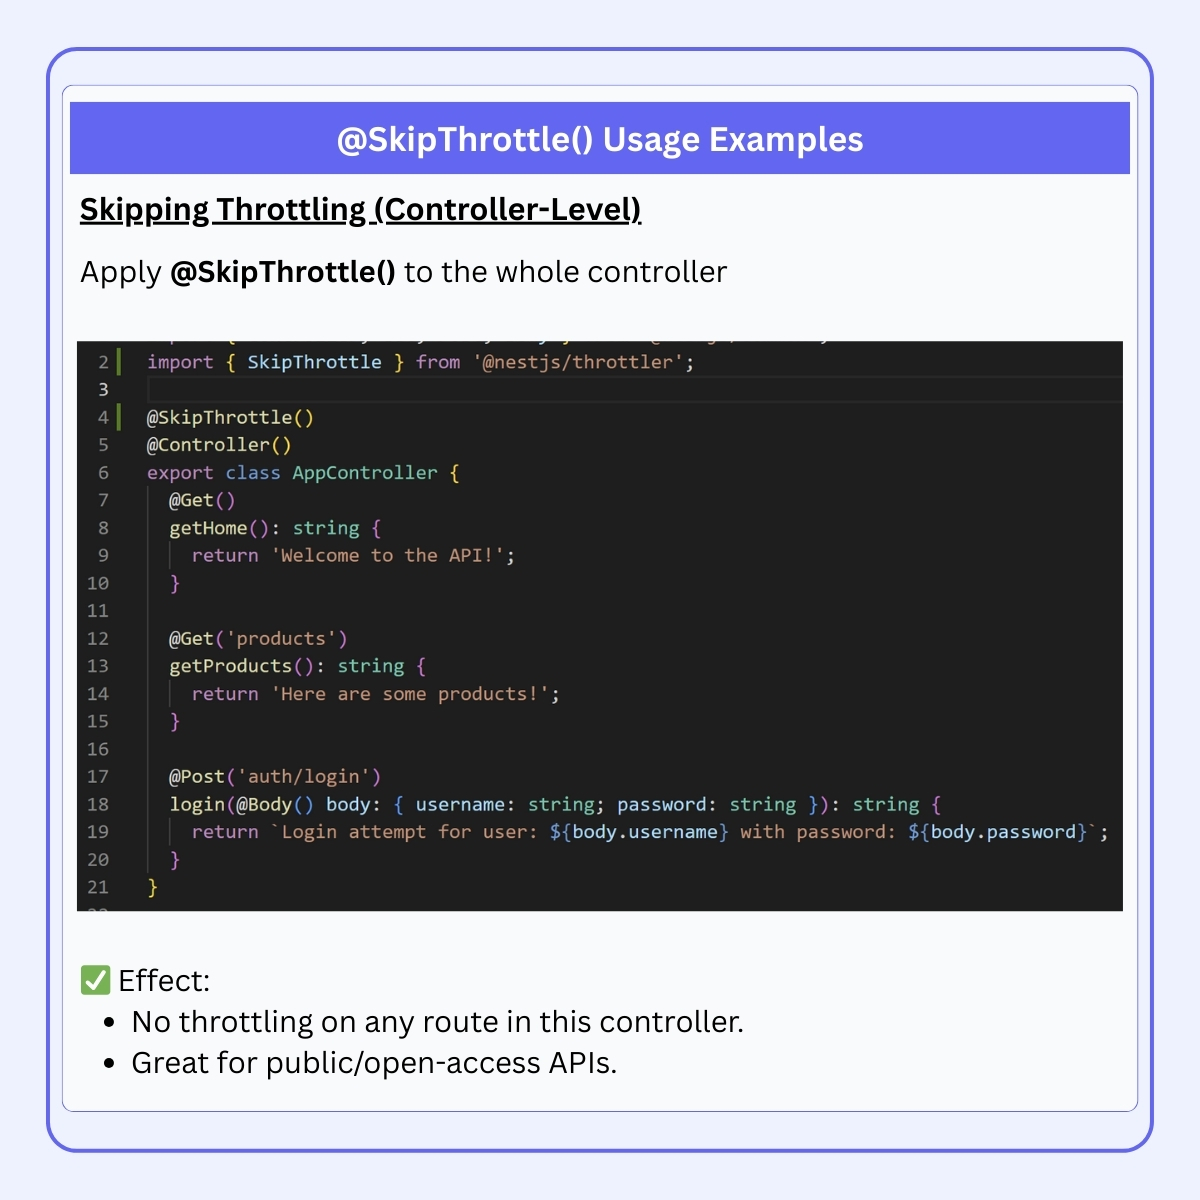 @SkipThrottle() Usage Examples
Skipping Throttling (Controller-Level)
Apply @SkipThrottle() to the whole controller
2 import { SkipThrottle } from '@nestjs/throttler';
3
4 @SkipThrottle()
5 @Controller()
6 export class AppController {
7   @Get()
8   getHome(): string {
9     return 'Welcome to the API!';
10   }
11
12   @Get('products')
13   getProducts(): string {
14     return 'Here are some products!';
15   }
16
17   @Post('auth/login')
18   login(@Body() body: { username: string; password: string }): string {
19     return `Login attempt for user: ${body.username} with password: ${body.password}`;
20   }
21 }
✅ Effect:
• No throttling on any route in this controller.
• Great for public/open-access APIs.